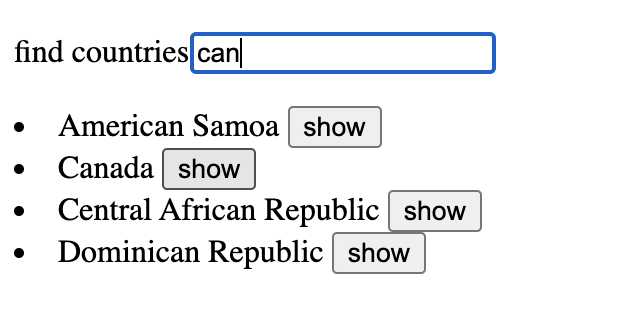 find countries can
American Samoa show
Canada show
Central African Republic show
Dominican Republic show